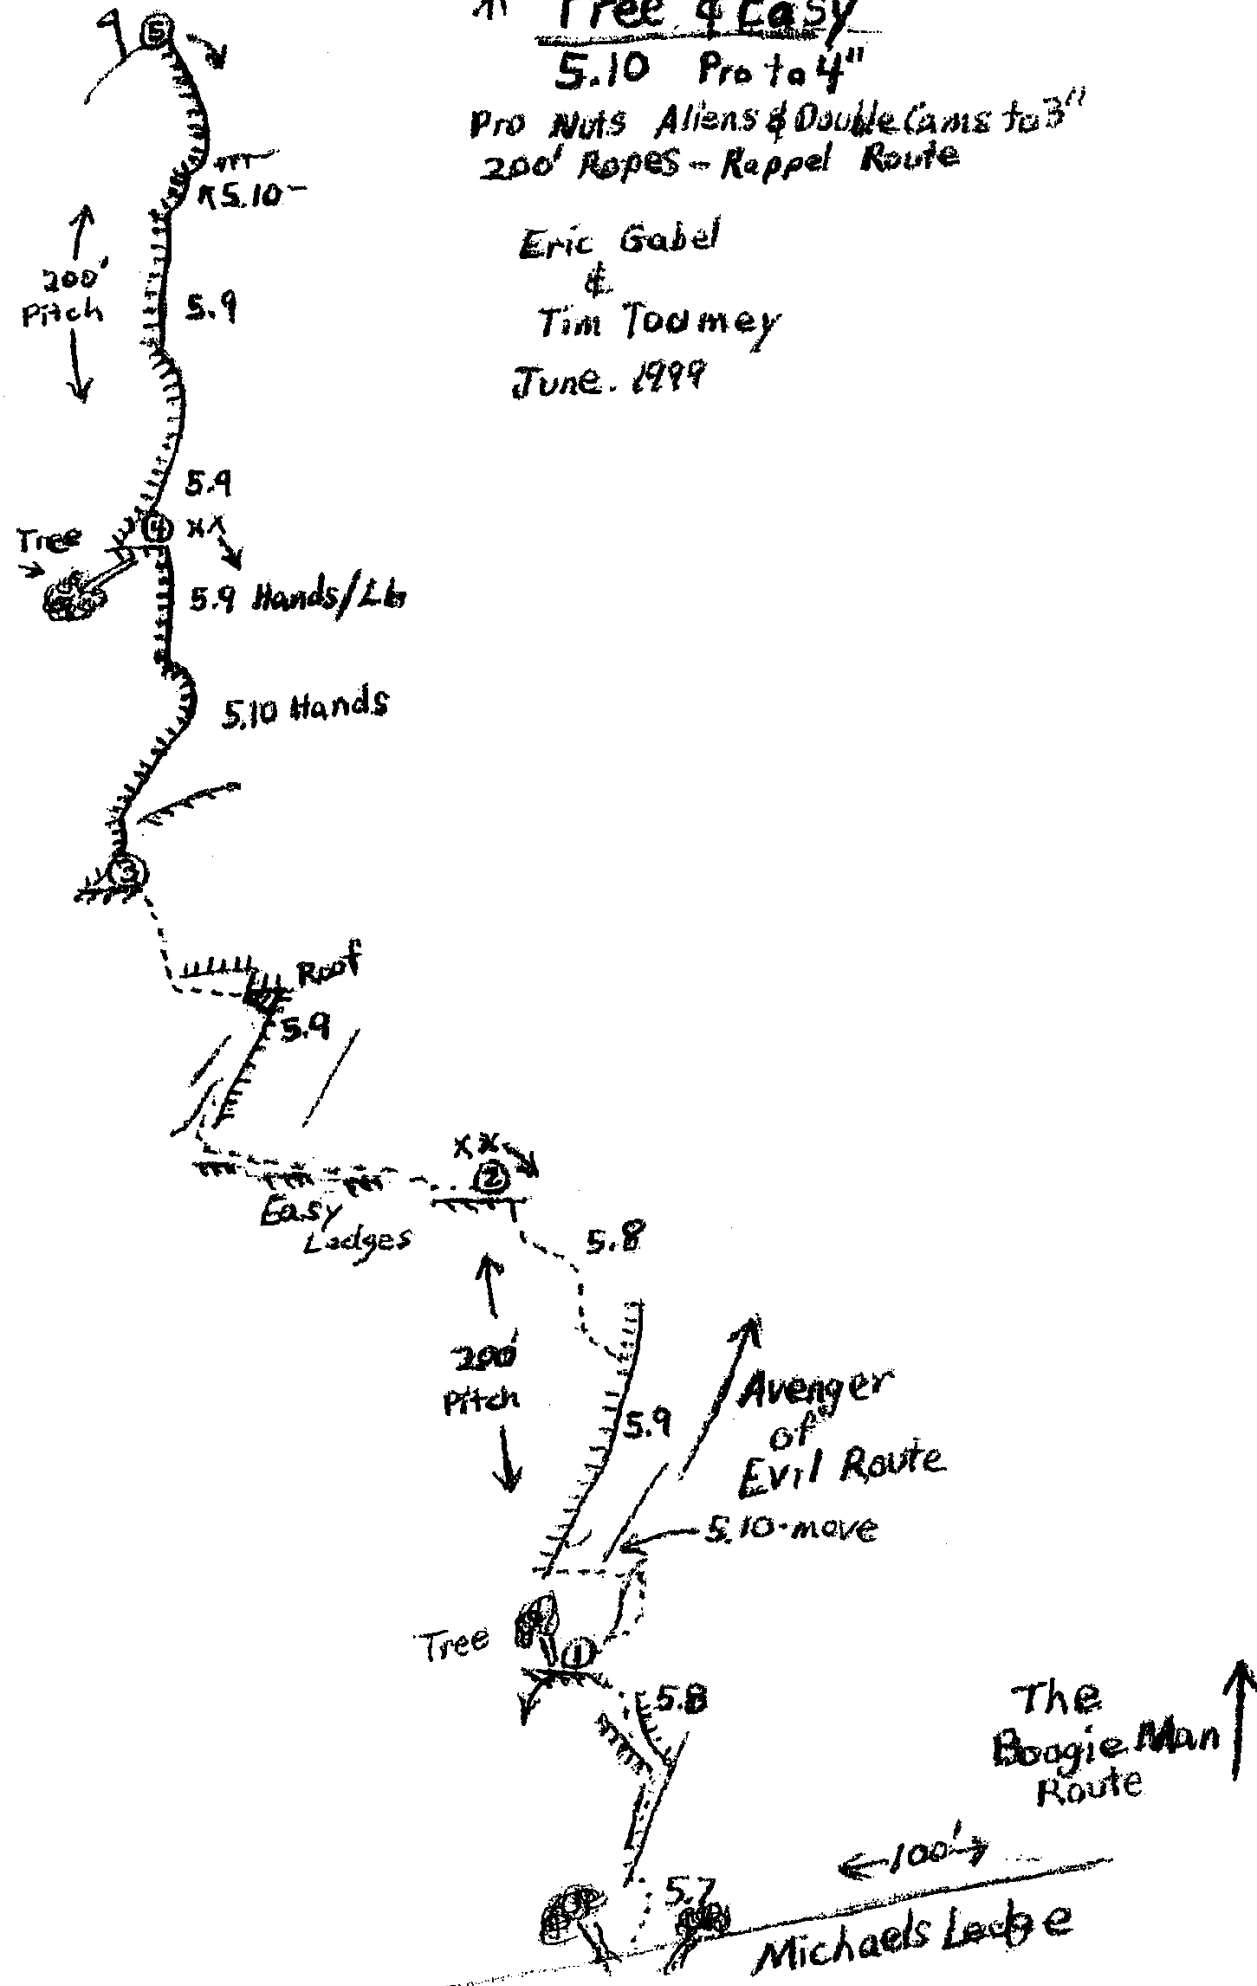 Free & Easy
5.10 Pro to 4"
Pro Nuts Aliens & Double Cams to 3"
200' Ropes - Rappel Route
Eric Gabel
&
Tim Toomey
June. 1999
5
5.10-
200'
Pitch
5.9
5.9
4 xx
Tree
5.9 Hands/Lb
5.10 Hands
3
Roof
5.9
xx
2
Easy
Ledges
5.8
200'
Pitch
5.9
Avenger
of
Evil Route
5.10-move
Tree
1
5.8
The
Boogie Man
Route
100'
5.7
Michaels Ledge